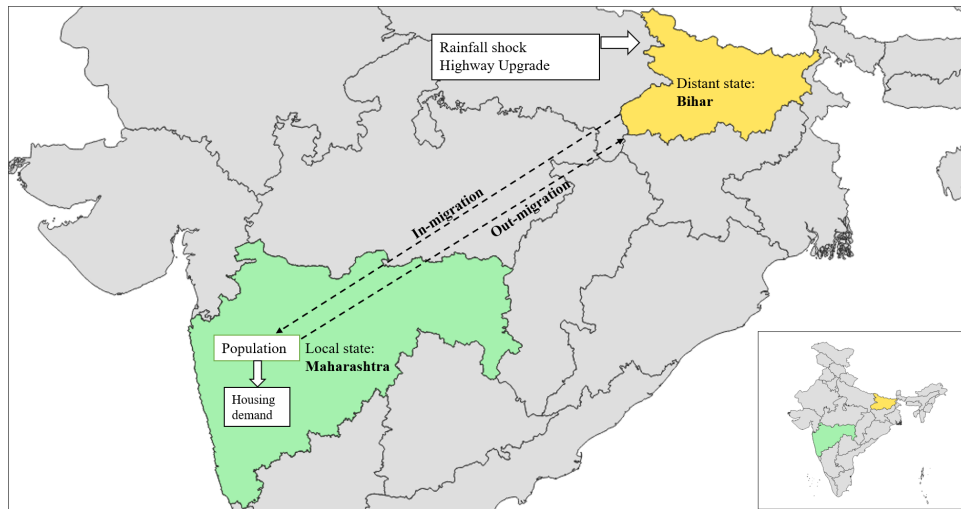 Rainfall shock
Highway Upgrade
Distant state:
Bihar
In-migration
Out-migration
Population
Local state:
Maharashtra
Housing
demand